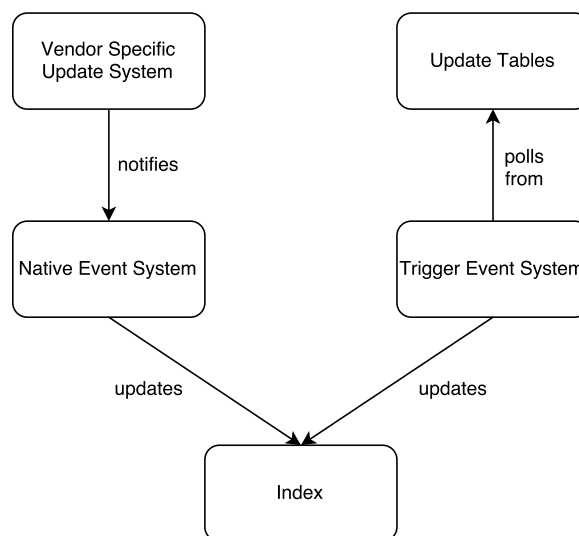 Vendor Specific
Update System
Update Tables
notifies
polls
from
Native Event System
Trigger Event System
updates
updates
Index